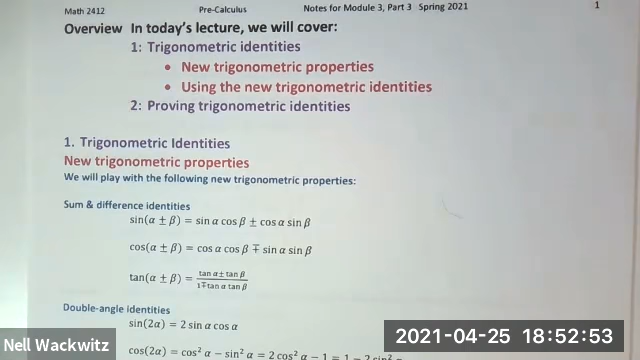 Math 2412 Pre-Calculus Notes for Module 3, Part 3 Spring 2021 1
Overview In today's lecture, we will cover:
1: Trigonometric identities
• New trigonometric properties
• Using the new trigonometric identities
2: Proving trigonometric identities
1. Trigonometric Identities
New trigonometric properties
We will play with the following new trigonometric properties:
Sum & difference identities
sin(α ± β) = sin α cos β ± cos α sin β
cos(α ± β) = cos α cos β ∓ sin α sin β
tan(α ± β) = (tan α ± tan β)/(1 ∓ tan α tan β)
Double-angle identities
sin(2α) = 2 sin α cos α
cos(2α) = cos² α − sin² α = 2 cos² α − 1 = 1 − 2 sin²
Nell Wackwitz
2021-04-25 18:52:53